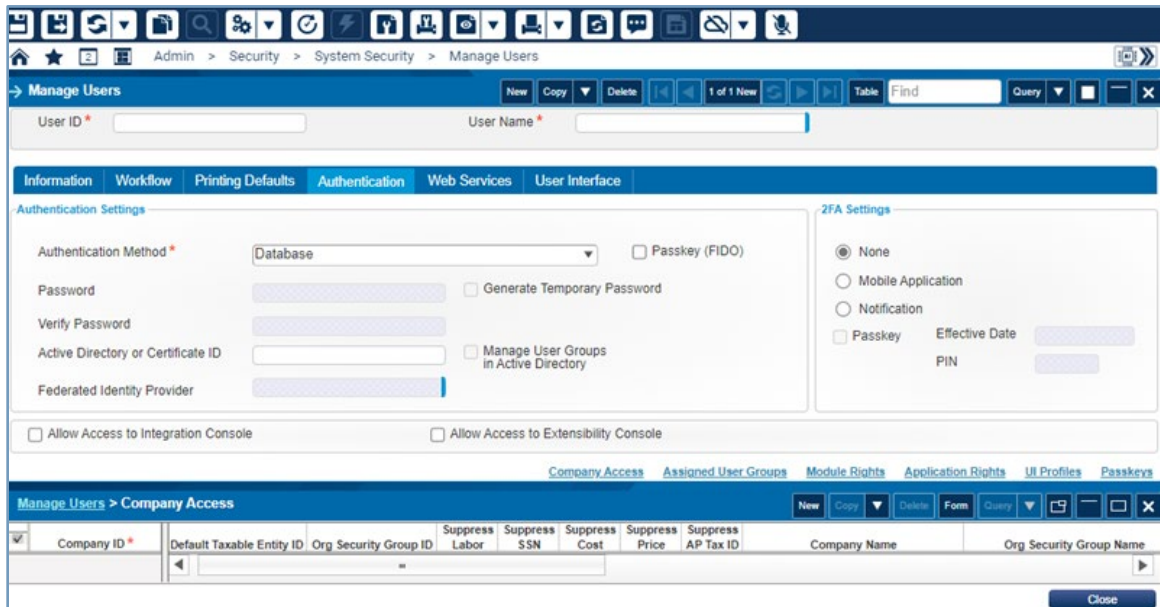 2
Admin > Security > System Security > Manage Users
Manage Users New Copy Delete 1 of 1 New Table Find Query
User ID * User Name *
Information Workflow Printing Defaults Authentication Web Services User Interface
Authentication Settings 2FA Settings
Authentication Method * Database Passkey (FIDO) None
Password Generate Temporary Password Mobile Application
Notification
Verify Password Passkey Effective Date
Active Directory or Certificate ID Manage User Groups in Active Directory PIN
Federated Identity Provider
Allow Access to Integration Console Allow Access to Extensibility Console
Company Access Assigned User Groups Module Rights Application Rights UI Profiles Passkeys
Manage Users > Company Access New Copy Delete Form Query
Company ID * Default Taxable Entity ID Org Security Group ID Suppress Labor Suppress SSN Suppress Cost Suppress Price Suppress AP Tax ID Company Name Org Security Group Name
Close